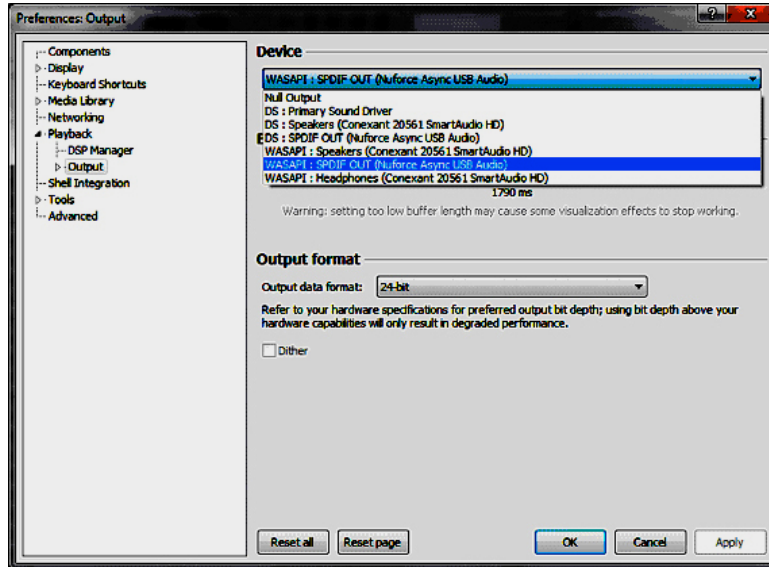 Preferences: Output
Components
Display
Keyboard Shortcuts
Media Library
Networking
Playback
DSP Manager
Output
Shell Integration
Tools
Advanced
Device
WASAPI : SPDIF OUT (Nuforce Async USB Audio)
Null Output
DS : Primary Sound Driver
DS : Speakers (Conexant 20561 SmartAudio HD)
DS : SPDIF OUT (Nuforce Async USB Audio)
WASAPI : Speakers (Conexant 20561 SmartAudio HD)
WASAPI : SPDIF OUT (Nuforce Async USB Audio)
WASAPI : Headphones (Conexant 20561 SmartAudio HD)
1790 ms
Warning: setting too low buffer length may cause some visualization effects to stop working.
Output format
Output data format: 24-bit
Refer to your hardware specifications for preferred output bit depth; using bit depth above your
hardware capabilities will only result in degraded performance.
Dither
Reset all Reset page OK Cancel Apply